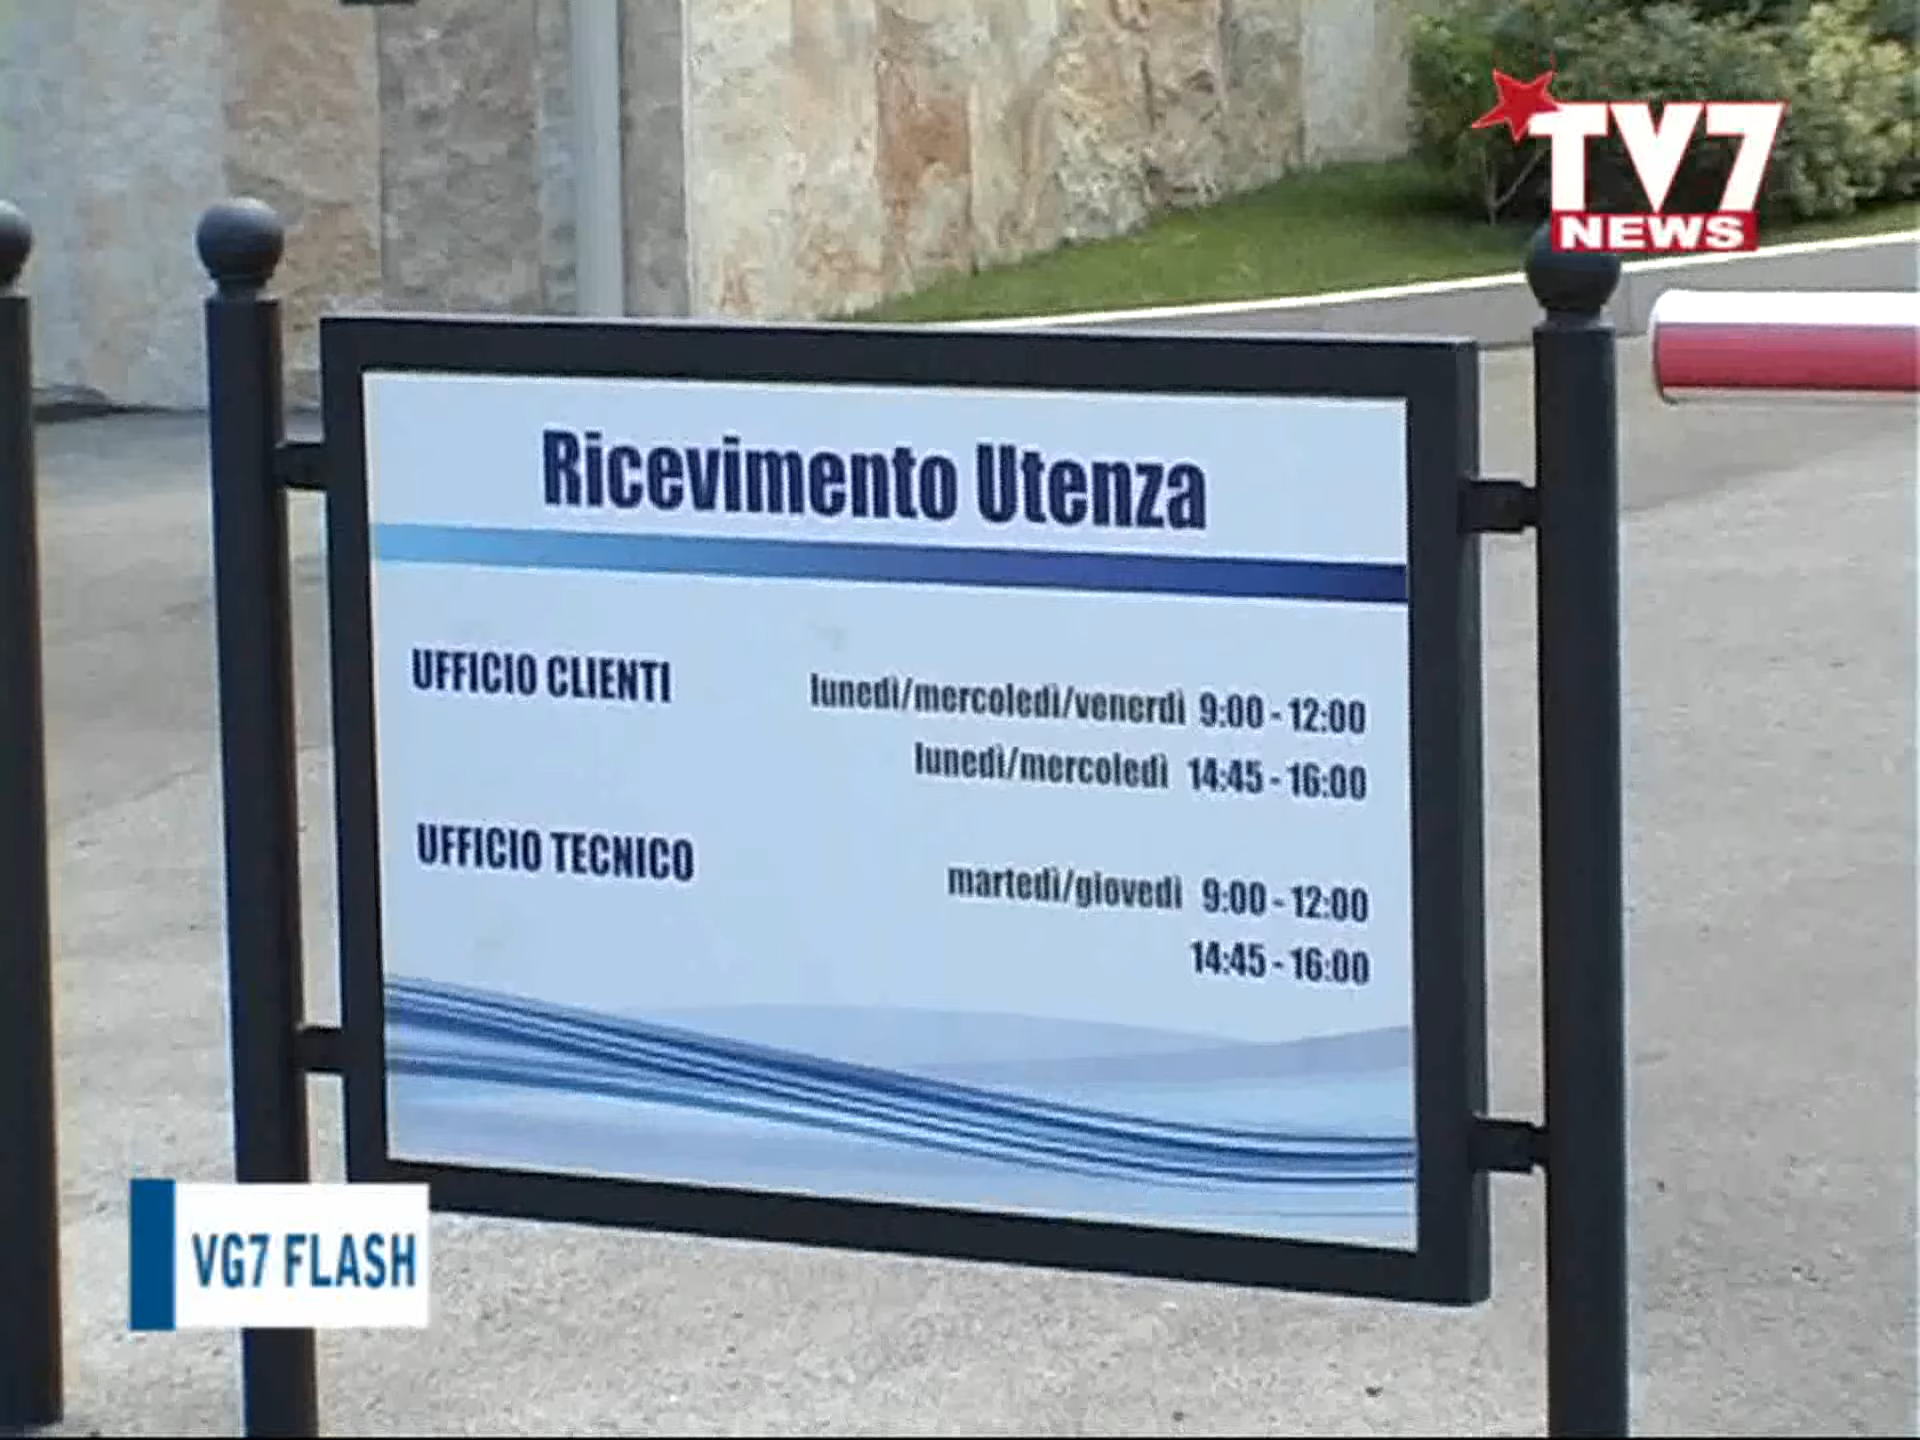 TV7
NEWS
Ricevimento Utenza
UFFICIO CLIENTI
lunedì/mercoledì/venerdì 9:00 - 12:00
lunedì/mercoledì 14:45 - 16:00
UFFICIO TECNICO
martedì/giovedì 9:00 - 12:00
14:45 - 16:00
VG7 FLASH